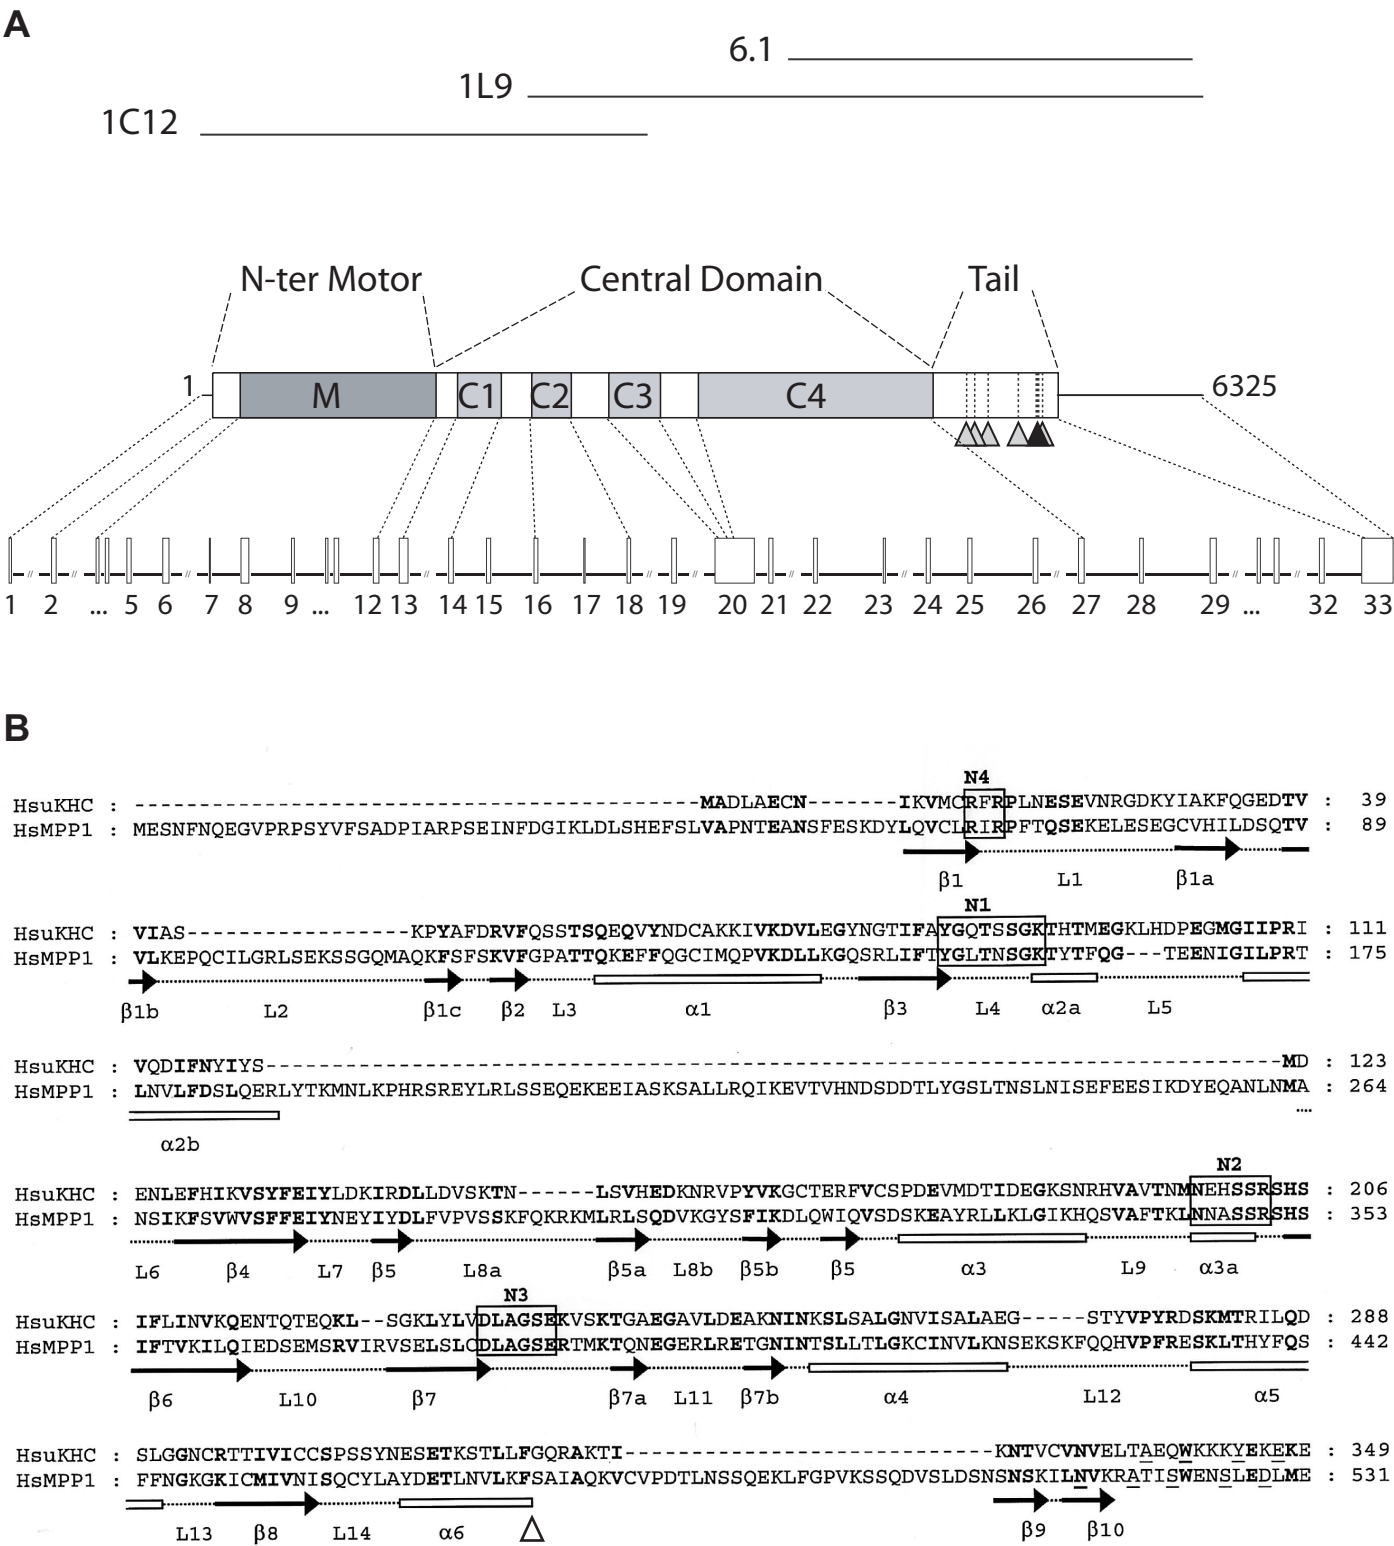 A
6.1
1L9
1C12
N-ter Motor Central Domain Tail
1 M C1 C2 C3 C4 6325
1 2 ... 5 6 7 8 9 ... 12 13 14 15 16 17 18 19 20 21 22 23 24 25 26 27 28 29 ... 32 33
B
N4
HsuKHC : ----------------------------------------‑--MADLAECN-------IKVMCRFRPLNESEVNRGDKYIAKFQGEDTV : 39
HsMPP1 : MESNFNQEGVPRPSYVFSADPIARPSEINFDGIKLDLSHEFSLVAPNTEANSFESKDYLQVCLRIRPFTQSEKELESEGCVHILDSQTV : 89
β1 L1 β1a
N1
HsuKHC : VIAS-----------------KPYAFDRVFQSSTSQEQVYNDCAKKIVKDVLEGYNGTIFAYGQTSSGKTHTMEGKLHDPEGMGIIPRI : 111
HsMPP1 : VLKEPQCILGRLSEKSSGQMAQKFSFSKVFGPATTQKEFFQGCIMQPVKDLLKGQSRLIFTYGLTNSGKTYTFQG---TEENIGILPRT : 175
β1b L2 β1c β2 L3 α1 β3 L4 α2a L5
HsuKHC : VQDIFNYIYS-----------------------------------------------------------------------------MD : 123
HsMPP1 : LNVLFDSLQERLYTKMNLKPHRSREYLRLSSEQEKEEIASKSALLRQIKEVTVHNDSDDTLYGSLTNSLNISEFEESIKDYEQANLNMA : 264
α2b
N2
HsuKHC : ENLEFHIKVSYFEIYLDKIRDLLDVSKTN------LSVHEDKNRVPYVKGCTERFVCSPDEVMDTIDEGKSNRHVAVTNMNEHSSRSHS : 206
HsMPP1 : NSIKFSVWVSFFEIYNEYIYDLFVPVSSKFQKRKMLRLSQDVKGYSFIKDLQWIQVSDSKEAYRLLKLGIKHQSVAFTKLNNASSRSHS : 353
L6 β4 L7 β5 L8a β5a L8b β5b β5 α3 L9 α3a
N3
HsuKHC : IFLINVKQENTQTEQKL--SGKLYLVDLAGSEKVSKTGAEGAVLDEAKNINKSLSALGNVISALAEG-----STYVPYRDSKMTRILQD : 288
HsMPP1 : IFTVKILQIEDSEMSRVIRVSELSLCDLAGSERTMKTQNEGERLRETGNINTSLLTLGKCINVLKNSEKSKFQQHVPFRESKLTHYFQS : 442
β6 L10 β7 β7a L11 β7b α4 L12 α5
HsuKHC : SLGGNCRTTIVICCSPSSYNESETKSTLLFGQRAKTI----------------------------KNTVCVNVELTAEQWKKKYEKEKE : 349
HsMPP1 : FFNGKGKICMIVNISQCYLAYDETLNVLKFSAIAQKVCVPDTLNSSQEKLFGPVKSSQDVSLDSNSNSKILNVKRATISWENSLEDLME : 531
L13 β8 L14 α6 β9 β10